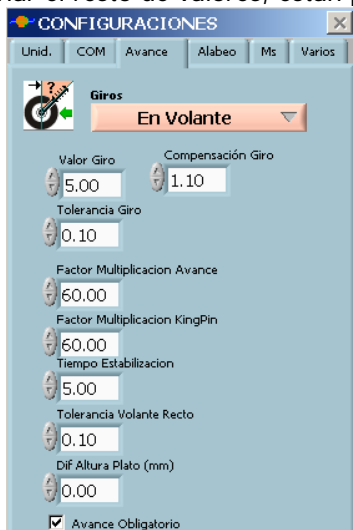 CONFIGURACIONES
Unid. COM Avance Alabeo Ms Varios
?
Giros
En Volante
Valor Giro Compensación Giro
5.00 1.10
Tolerancia Giro
0.10
Factor Multiplicacion Avance
60.00
Factor Multiplicacion KingPin
60.00
Tiempo Estabilizacion
5.00
Tolerancia Volante Recto
0.10
Dif Altura Plato (mm)
0.00
Avance Obligatorio